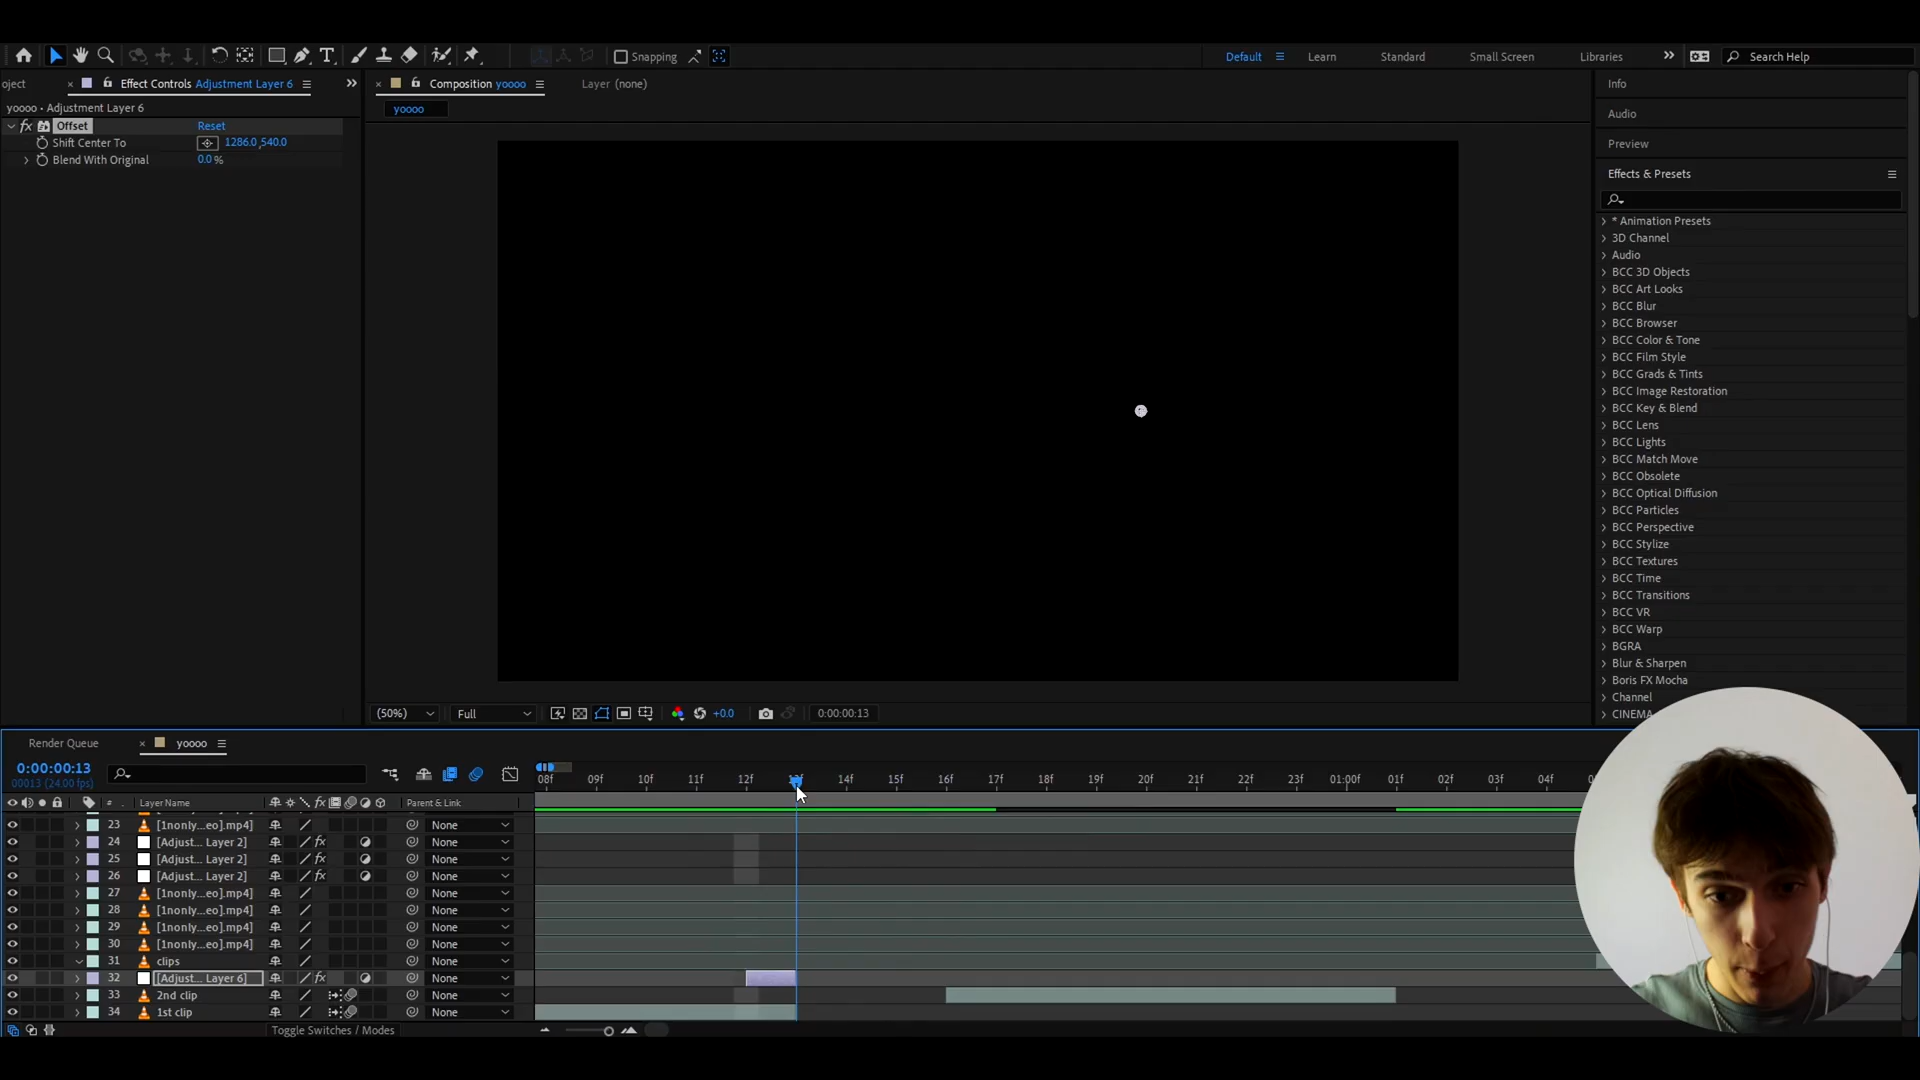 Snapping
Default
Learn
Standard
Small Screen
Libraries
Search Help
oject
Effect Controls Adjustment Layer 6
Composition yoooo
Layer (none)
Info
yoooo • Adjustment Layer 6
yoooo
Audio
fx Offset
Reset
Shift Center To
1286.0,540.0
Blend With Original
0.0 %
Preview
Effects & Presets
* Animation Presets
3D Channel
Audio
BCC 3D Objects
BCC Art Looks
BCC Blur
BCC Browser
BCC Color & Tone
BCC Film Style
BCC Grads & Tints
BCC Image Restoration
BCC Key & Blend
BCC Lens
BCC Lights
BCC Match Move
BCC Obsolete
BCC Optical Diffusion
BCC Particles
BCC Perspective
BCC Stylize
BCC Textures
BCC Time
BCC Transitions
BCC VR
BCC Warp
BGRA
Blur & Sharpen
Boris FX Mocha
Channel
CINEMA
(50%)
Full
+0.0
0:00:00:13
Render Queue
yoooo
0:00:00:13
00013 (24.00 fps)
08f 09f 10f 11f 12f 13f 14f 15f 16f 17f 18f 19f 20f 21f 22f 23f 01:00f 01f 02f 03f 04f
# Layer Name
fx
Parent & Link
23 [1nonly...eo].mp4] None
24 [Adjust... Layer 2] fx None
25 [Adjust... Layer 2] fx None
26 [Adjust... Layer 2] fx None
27 [1nonly...eo].mp4] None
28 [1nonly...eo].mp4] None
29 [1nonly...eo].mp4] None
30 [1nonly...eo].mp4] None
31 clips None
32 [Adjust... Layer 6] fx None
33 2nd clip None
34 1st clip None
Toggle Switches / Modes